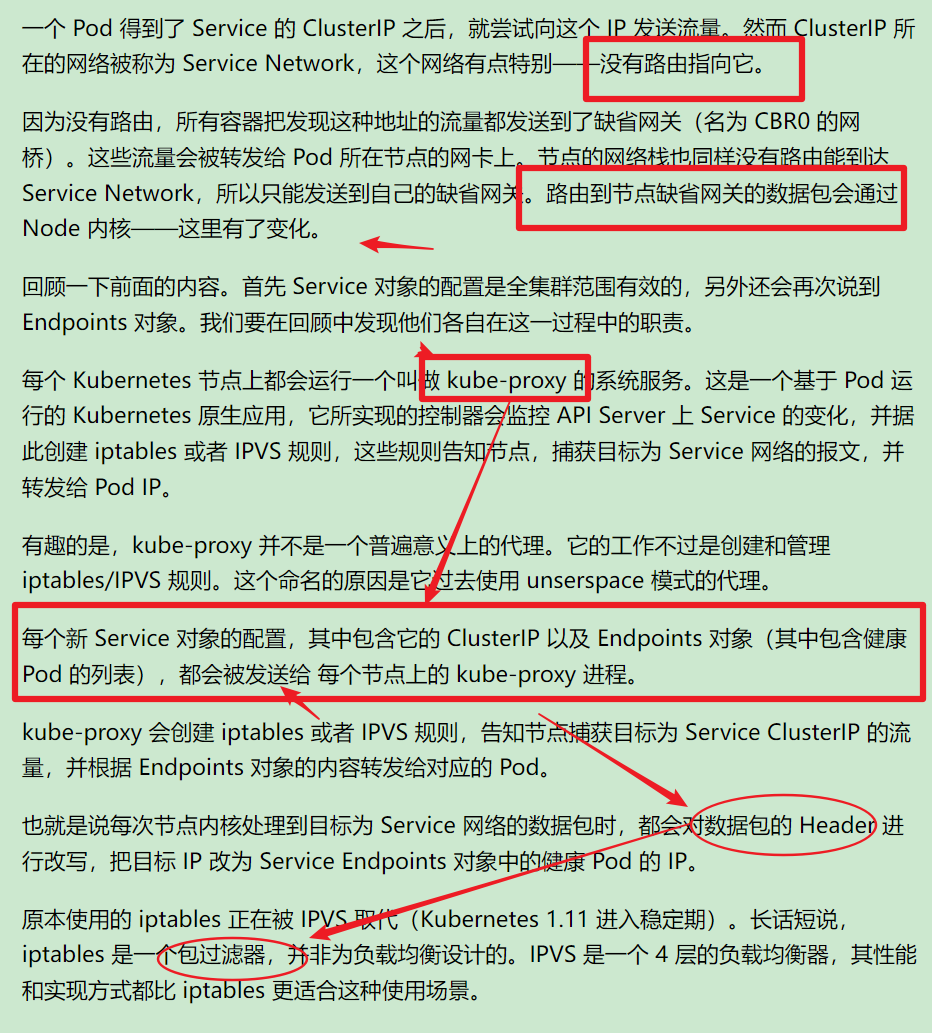 一个 Pod 得到了 Service 的 ClusterIP 之后，就尝试向这个 IP 发送流量。然而 ClusterIP 所
在的网络被称为 Service Network，这个网络有点特别——没有路由指向它。
因为没有路由，所有容器把发现这种地址的流量都发送到了缺省网关（名为 CBR0 的网
桥）。这些流量会被转发给 Pod 所在节点的网卡上。节点的网络栈也同样没有路由能到达
Service Network，所以只能发送到自己的缺省网关。路由到节点缺省网关的数据包会通过
Node 内核——这里有了变化。
回顾一下前面的内容。首先 Service 对象的配置是全集群范围有效的，另外还会再次说到
Endpoints 对象。我们要在回顾中发现他们各自在这一过程中的职责。
每个 Kubernetes 节点上都会运行一个叫做 kube-proxy 的系统服务。这是一个基于 Pod 运
行的 Kubernetes 原生应用，它所实现的控制器会监控 API Server 上 Service 的变化，并据
此创建 iptables 或者 IPVS 规则，这些规则告知节点，捕获目标为 Service 网络的报文，并
转发给 Pod IP。
有趣的是，kube-proxy 并不是一个普遍意义上的代理。它的工作不过是创建和管理
iptables/IPVS 规则。这个命名的原因是它过去使用 unserspace 模式的代理。
每个新 Service 对象的配置，其中包含它的 ClusterIP 以及 Endpoints 对象（其中包含健康
Pod 的列表），都会被发送给 每个节点上的 kube-proxy 进程。
kube-proxy 会创建 iptables 或者 IPVS 规则，告知节点捕获目标为 Service ClusterIP 的流
量，并根据 Endpoints 对象的内容转发给对应的 Pod。
也就是说每次节点内核处理到目标为 Service 网络的数据包时，都会对数据包的 Header 进
行改写，把目标 IP 改为 Service Endpoints 对象中的健康 Pod 的 IP。
原本使用的 iptables 正在被 IPVS 取代（Kubernetes 1.11 进入稳定期）。长话短说，
iptables 是一个包过滤器，并非为负载均衡设计的。IPVS 是一个 4 层的负载均衡器，其性能
和实现方式都比 iptables 更适合这种使用场景。